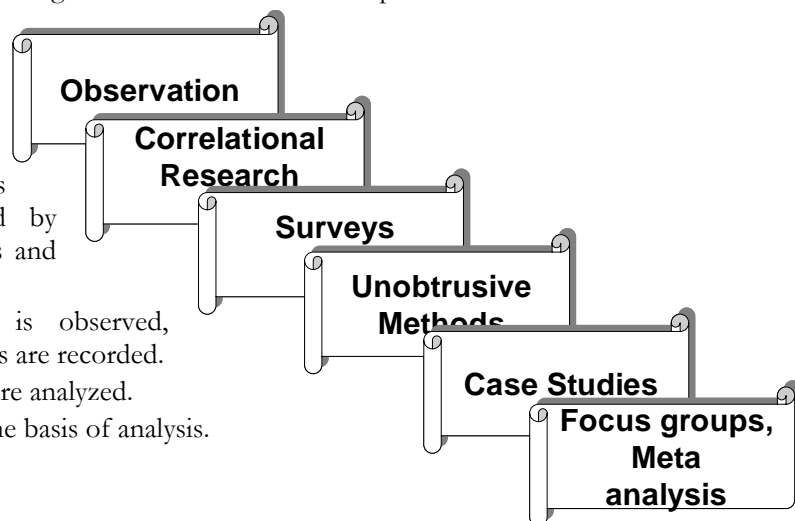 Observation
Correlational
Research
s
by
s and
Surveys
Unobtrusive
Methods
is observed,
s are recorded.
re analyzed.
Case Studies
ne basis of analysis.
Focus groups,
Meta
analysis